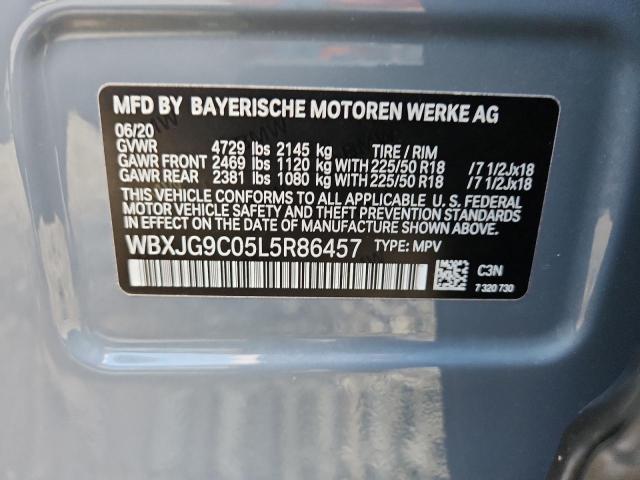 MFD BY BAYERISCHE MOTOREN WERKE AG
06/20
GVWR 4729 lbs 2145 kg TIRE / RIM
GAWR FRONT 2469 lbs 1120 kg WITH 225/50 R18 / 7 1/2Jx18
GAWR REAR 2381 lbs 1080 kg WITH 225/50 R18 / 7 1/2Jx18
THIS VEHICLE CONFORMS TO ALL APPLICABLE U. S. FEDERAL
MOTOR VEHICLE SAFETY AND THEFT PREVENTION STANDARDS
IN EFFECT ON THE DATE OF MANUFACTURE SHOWN ABOVE.
WBXJG9C05L5R86457 TYPE: MPV
C3N
7 320 730